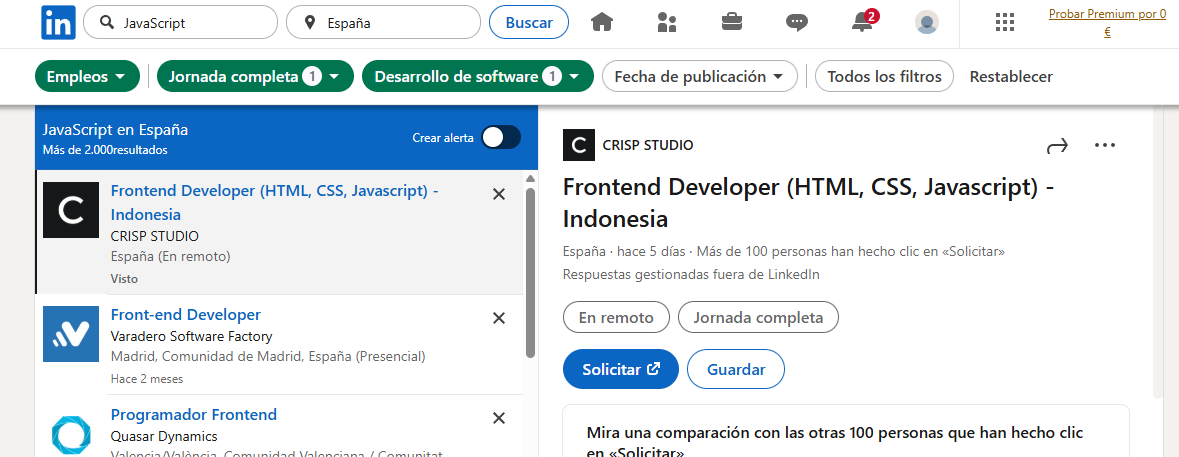 in JavaScript España Buscar 2 Probar Premium por 0
€
Empleos Jornada completa 1 Desarrollo de software 1 Fecha de publicación Todos los filtros Restablecer
JavaScript en España
Más de 2.000resultados
Crear alerta
Frontend Developer (HTML, CSS, Javascript) -
Indonesia
CRISP STUDIO
España (En remoto)
Visto
Front-end Developer
Varadero Software Factory
Madrid, Comunidad de Madrid, España (Presencial)
Hace 2 meses
Programador Frontend
Quasar Dynamics
Valencia/València, Comunidad Valenciana / Comunitat
CRISP STUDIO
Frontend Developer (HTML, CSS, Javascript) -
Indonesia
España · hace 5 días · Más de 100 personas han hecho clic en «Solicitar»
Respuestas gestionadas fuera de LinkedIn
En remoto Jornada completa
Solicitar Guardar
Mira una comparación con las otras 100 personas que han hecho clic
en «Solicitar»